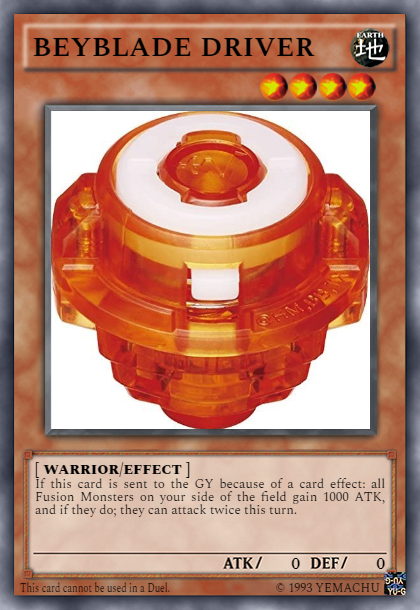 BEYBLADE DRIVER
EARTH
地
[ WARRIOR/EFFECT ]
If this card is sent to the GY because of a card effect: all
Fusion Monsters on your side of the field gain 1000 ATK,
and if they do; they can attack twice this turn.
ATK/ 0 DEF/ 0
This card cannot be used in a Duel.
© 1993 YEMACHU